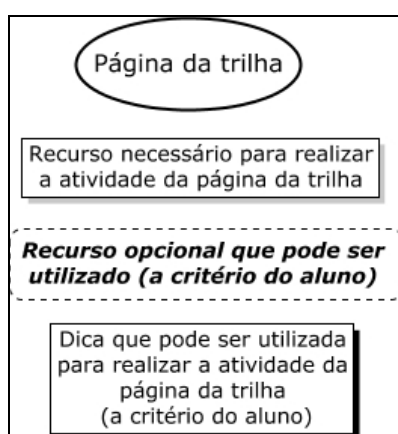 Página da trilha
Recurso necessário para realizar
a atividade da página da trilha
Recurso opcional que pode ser
utilizado (a critério do aluno)
Dica que pode ser utilizada
para realizar a atividade da
página da trilha
(a critério do aluno)